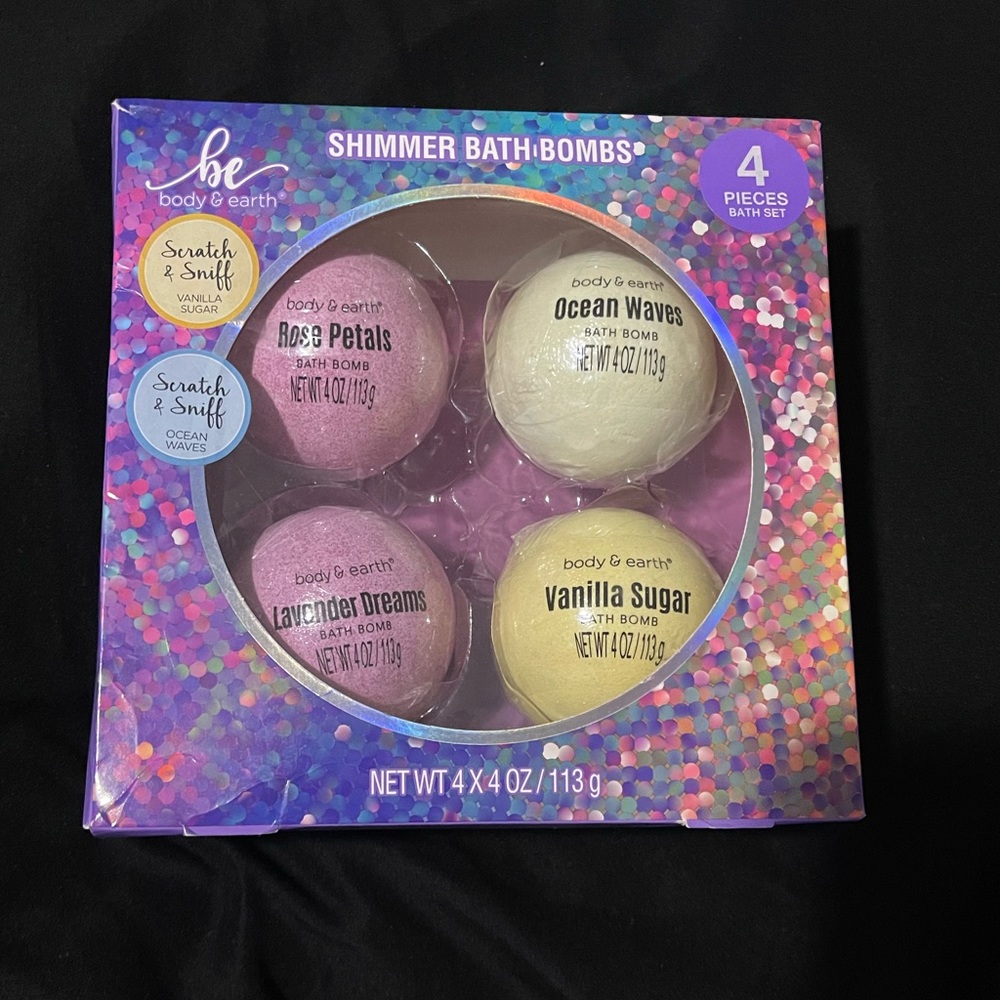 be
body & earth®
SHIMMER BATH BOMBS
4
PIECES
BATH SET
Scratch
& Sniff
VANILLA
SUGAR
Scratch
& Sniff
OCEAN
WAVES
body & earth®
Rose Petals
BATH BOMB
NET WT 4 OZ / 113 g
body & earth®
Ocean Waves
BATH BOMB
NET WT 4 OZ / 113 g
body & earth®
Lavender Dreams
BATH BOMB
NET WT 4 OZ / 113 g
body & earth®
Vanilla Sugar
BATH BOMB
NET WT 4 OZ / 113 g
NET WT 4 X 4 OZ / 113 g